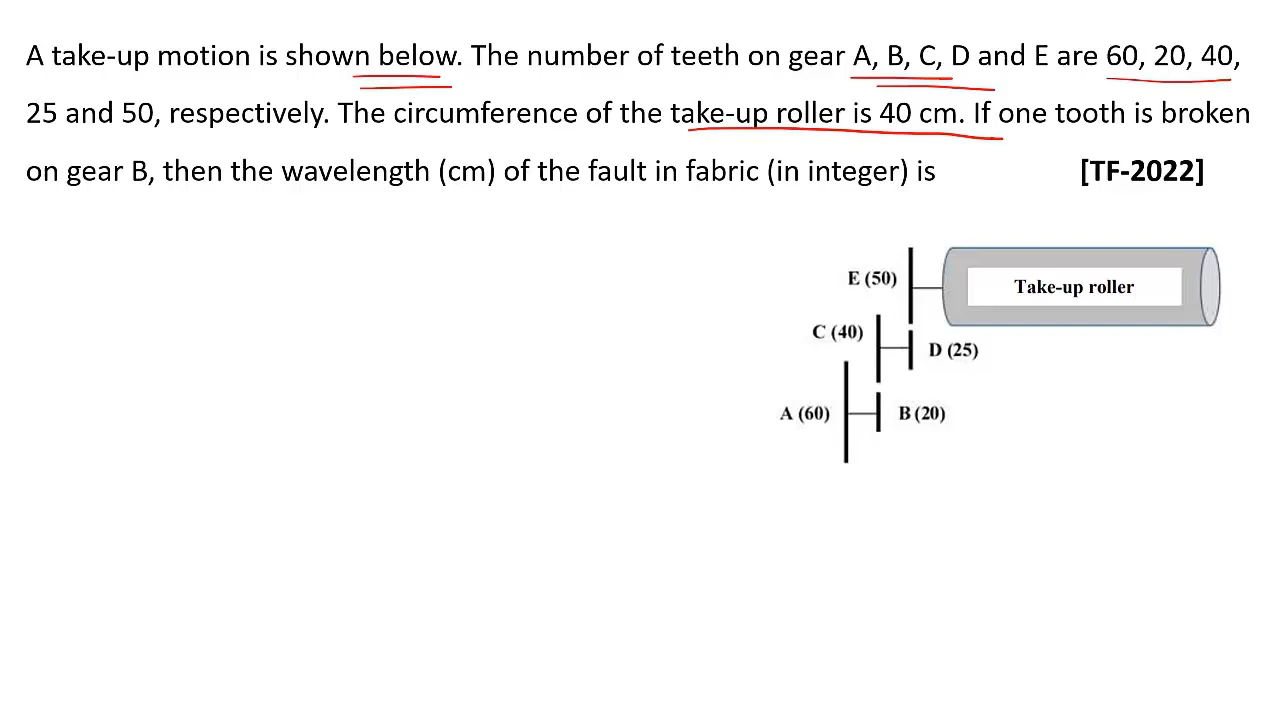 A take-up motion is shown below. The number of teeth on gear A, B, C, D and E are 60, 20, 40,
25 and 50, respectively. The circumference of the take-up roller is 40 cm. If one tooth is broken
on gear B, then the wavelength (cm) of the fault in fabric (in integer) is [TF-2022]
E (50)
Take-up roller
C (40)
D (25)
A (60)
B (20)